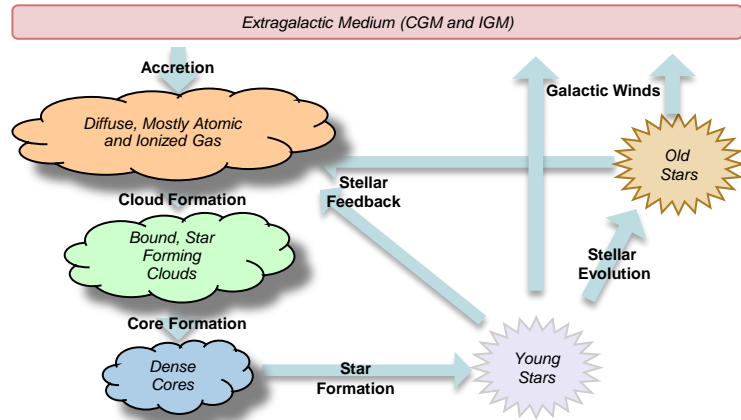 Extragalactic Medium (CGM and IGM)
Accretion
Galactic Winds
Diffuse, Mostly Atomic
and Ionized Gas
Old
Stars
Stellar
Feedback
Cloud Formation
Bound, Star
Forming
Clouds
Stellar
Evolution
Core Formation
Dense
Cores
Star
Formation
Young
Stars